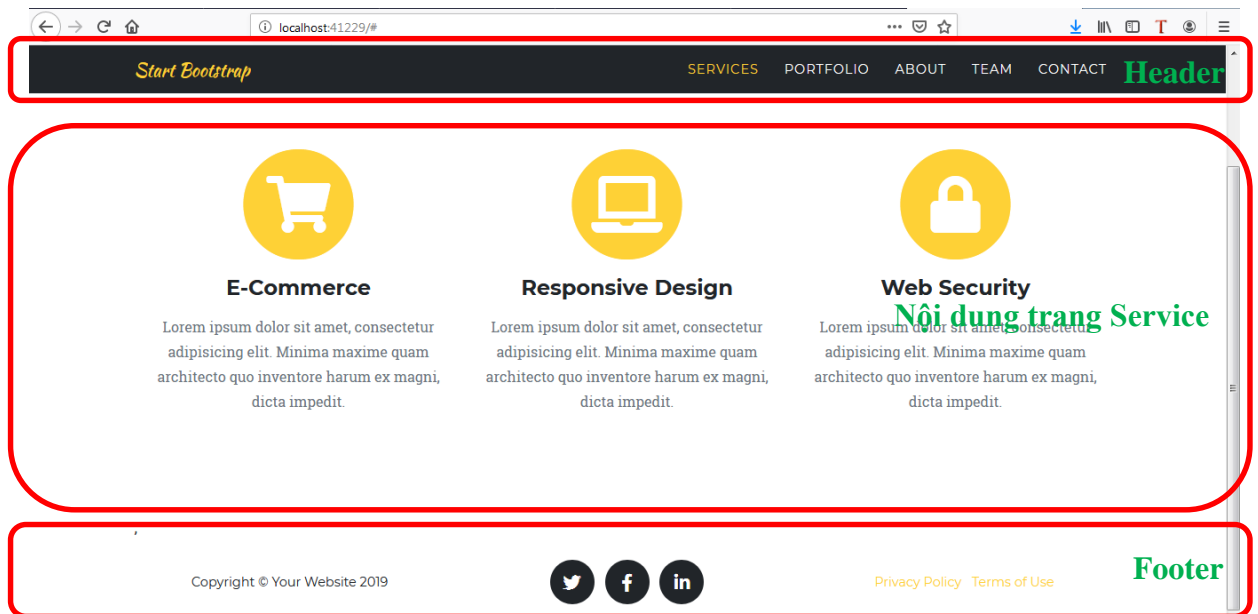 localhost:41229/#
Start Bootstrap
SERVICES PORTFOLIO ABOUT TEAM CONTACT
Header
E-Commerce
Lorem ipsum dolor sit amet, consectetur
adipisicing elit. Minima maxime quam
architecto quo inventore harum ex magni,
dicta impedit.
Responsive Design
Lorem ipsum dolor sit amet, consectetur
adipisicing elit. Minima maxime quam
architecto quo inventore harum ex magni,
dicta impedit.
Web Security
Nội dung trang Service
Lorem ipsum dolor sit amet, consectetur
adipisicing elit. Minima maxime quam
architecto quo inventore harum ex magni,
dicta impedit.
,
Copyright © Your Website 2019
Privacy Policy Terms of Use
Footer